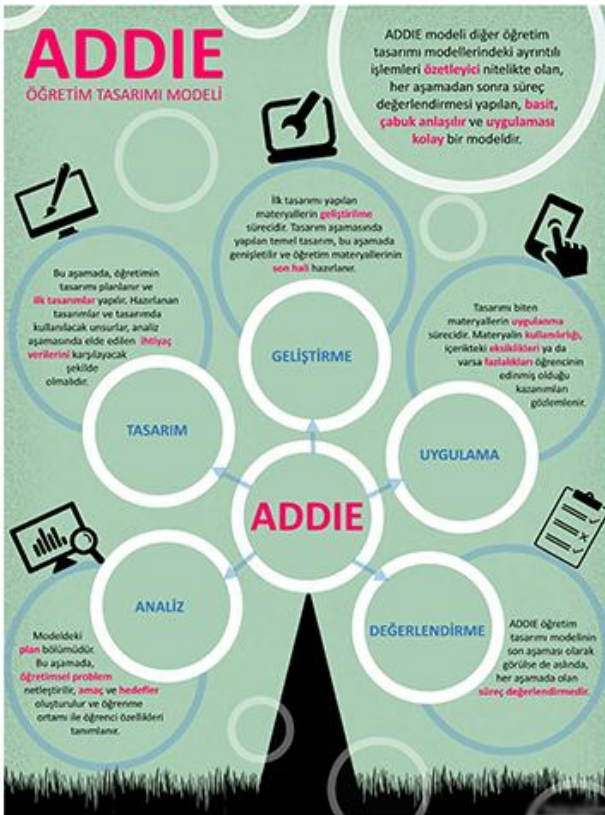 ADDIE
ÖĞRETİM TASARIMI MODELİ
ADDIE modeli diğer öğretim
tasarımı modellerindeki ayrıntılı
işlemleri özetleyici nitelikte olan,
her aşamadan sonra süreç
değerlendirmesi yapılan, basit,
çabuk anlaşılır ve uygulaması
kolay bir modeldir.
İlk tasarımı yapılan
materyallerin geliştirilme
sürecidir. Tasarım aşamasında
yapılan temel tasarım, bu aşamada
genişletilir ve öğretim materyallerinin
son hali hazırlanır.
GELİŞTİRME
Bu aşamada, öğretimin
tasarımı planlanır ve
ilk tasarımlar yapılır. Hazırlanan
tasarımlar ve tasarımda
kullanılacak unsurlar, analiz
aşamasında elde edilen ihtiyaç
verilerini karşılayacak
şekilde
olmalıdır.
TASARIM
Tasarımı biten
materyallerin uygulanma
sürecidir. Materyalin kullanılırlığı,
içerikteki eksiklikleri ya da
varsa fazlalıkları öğrencinin
edinmiş olduğu
kazanımları
gözlemlenir.
UYGULAMA
ADDIE
ANALİZ
Modeldeki
plan bölümüdür.
Bu aşamada,
öğretimsel problem
netleştirilir, amaç ve hedefler
oluşturulur ve öğrenme
ortamı ile öğrenci özellikleri
tanımlanır.
DEĞERLENDİRME
ADDIE öğretim
tasarımı modelinin
son aşaması olarak
görülse de aslında,
her aşamada olan
süreç değerlendirmedir.